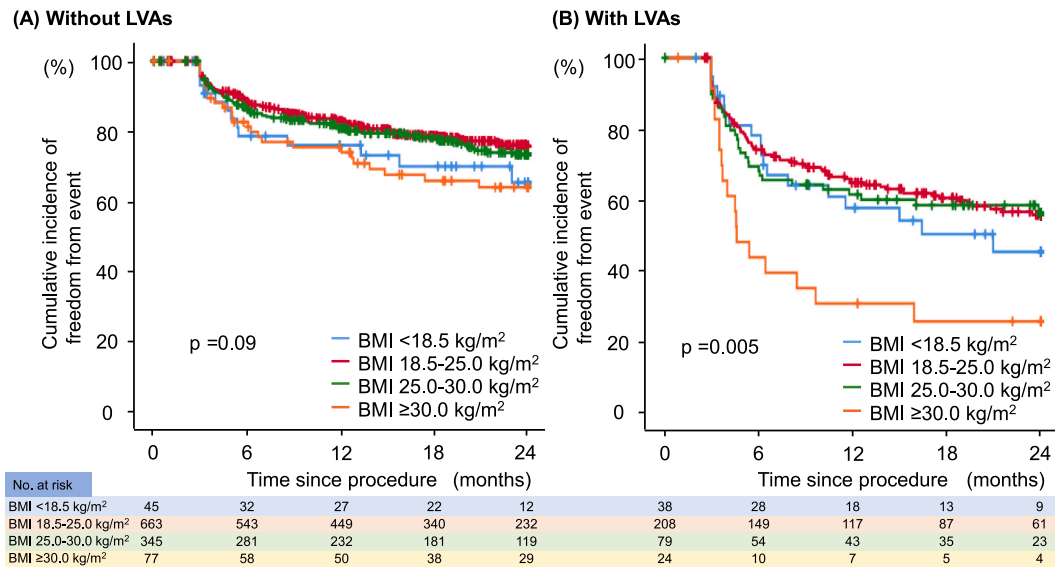 (A) Without LVAs
(%)
100
80
60
40
20
0
Cumulative incidence of
freedom from event
p =0.09
BMI <18.5 kg/m²
BMI 18.5-25.0 kg/m²
BMI 25.0-30.0 kg/m²
BMI ≥30.0 kg/m²
0 6 12 18 24
Time since procedure (months)
(B) With LVAs
(%)
100
80
60
40
20
0
Cumulative incidence of
freedom from event
p =0.005
BMI <18.5 kg/m²
BMI 18.5-25.0 kg/m²
BMI 25.0-30.0 kg/m²
BMI ≥30.0 kg/m²
0 6 12 18 24
Time since procedure (months)
No. at risk
BMI <18.5 kg/m² 45 32 27 22 12 38 28 18 13 9
BMI 18.5-25.0 kg/m² 663 543 449 340 232 208 149 117 87 61
BMI 25.0-30.0 kg/m² 345 281 232 181 119 79 54 43 35 23
BMI ≥30.0 kg/m² 77 58 50 38 29 24 10 7 5 4